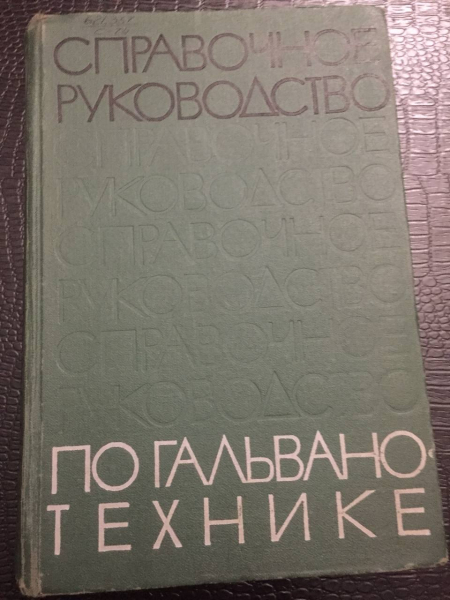 СПРАВОЧНОЕ
РУКОВОДСТВО
СПРАВОЧНОЕ
РУКОВОДСТВО
СПРАВОЧНОЕ
РУКОВОДСТВО
СПРАВОЧНОЕ
РУКОВОДСТВО
ПО ГАЛЬВАНО
ТЕХНИКЕ